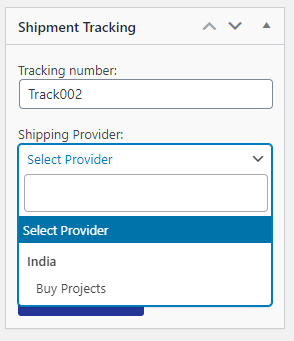 Shipment Tracking
Tracking number:
Track002
Shipping Provider:
Select Provider
Select Provider
India
Buy Projects